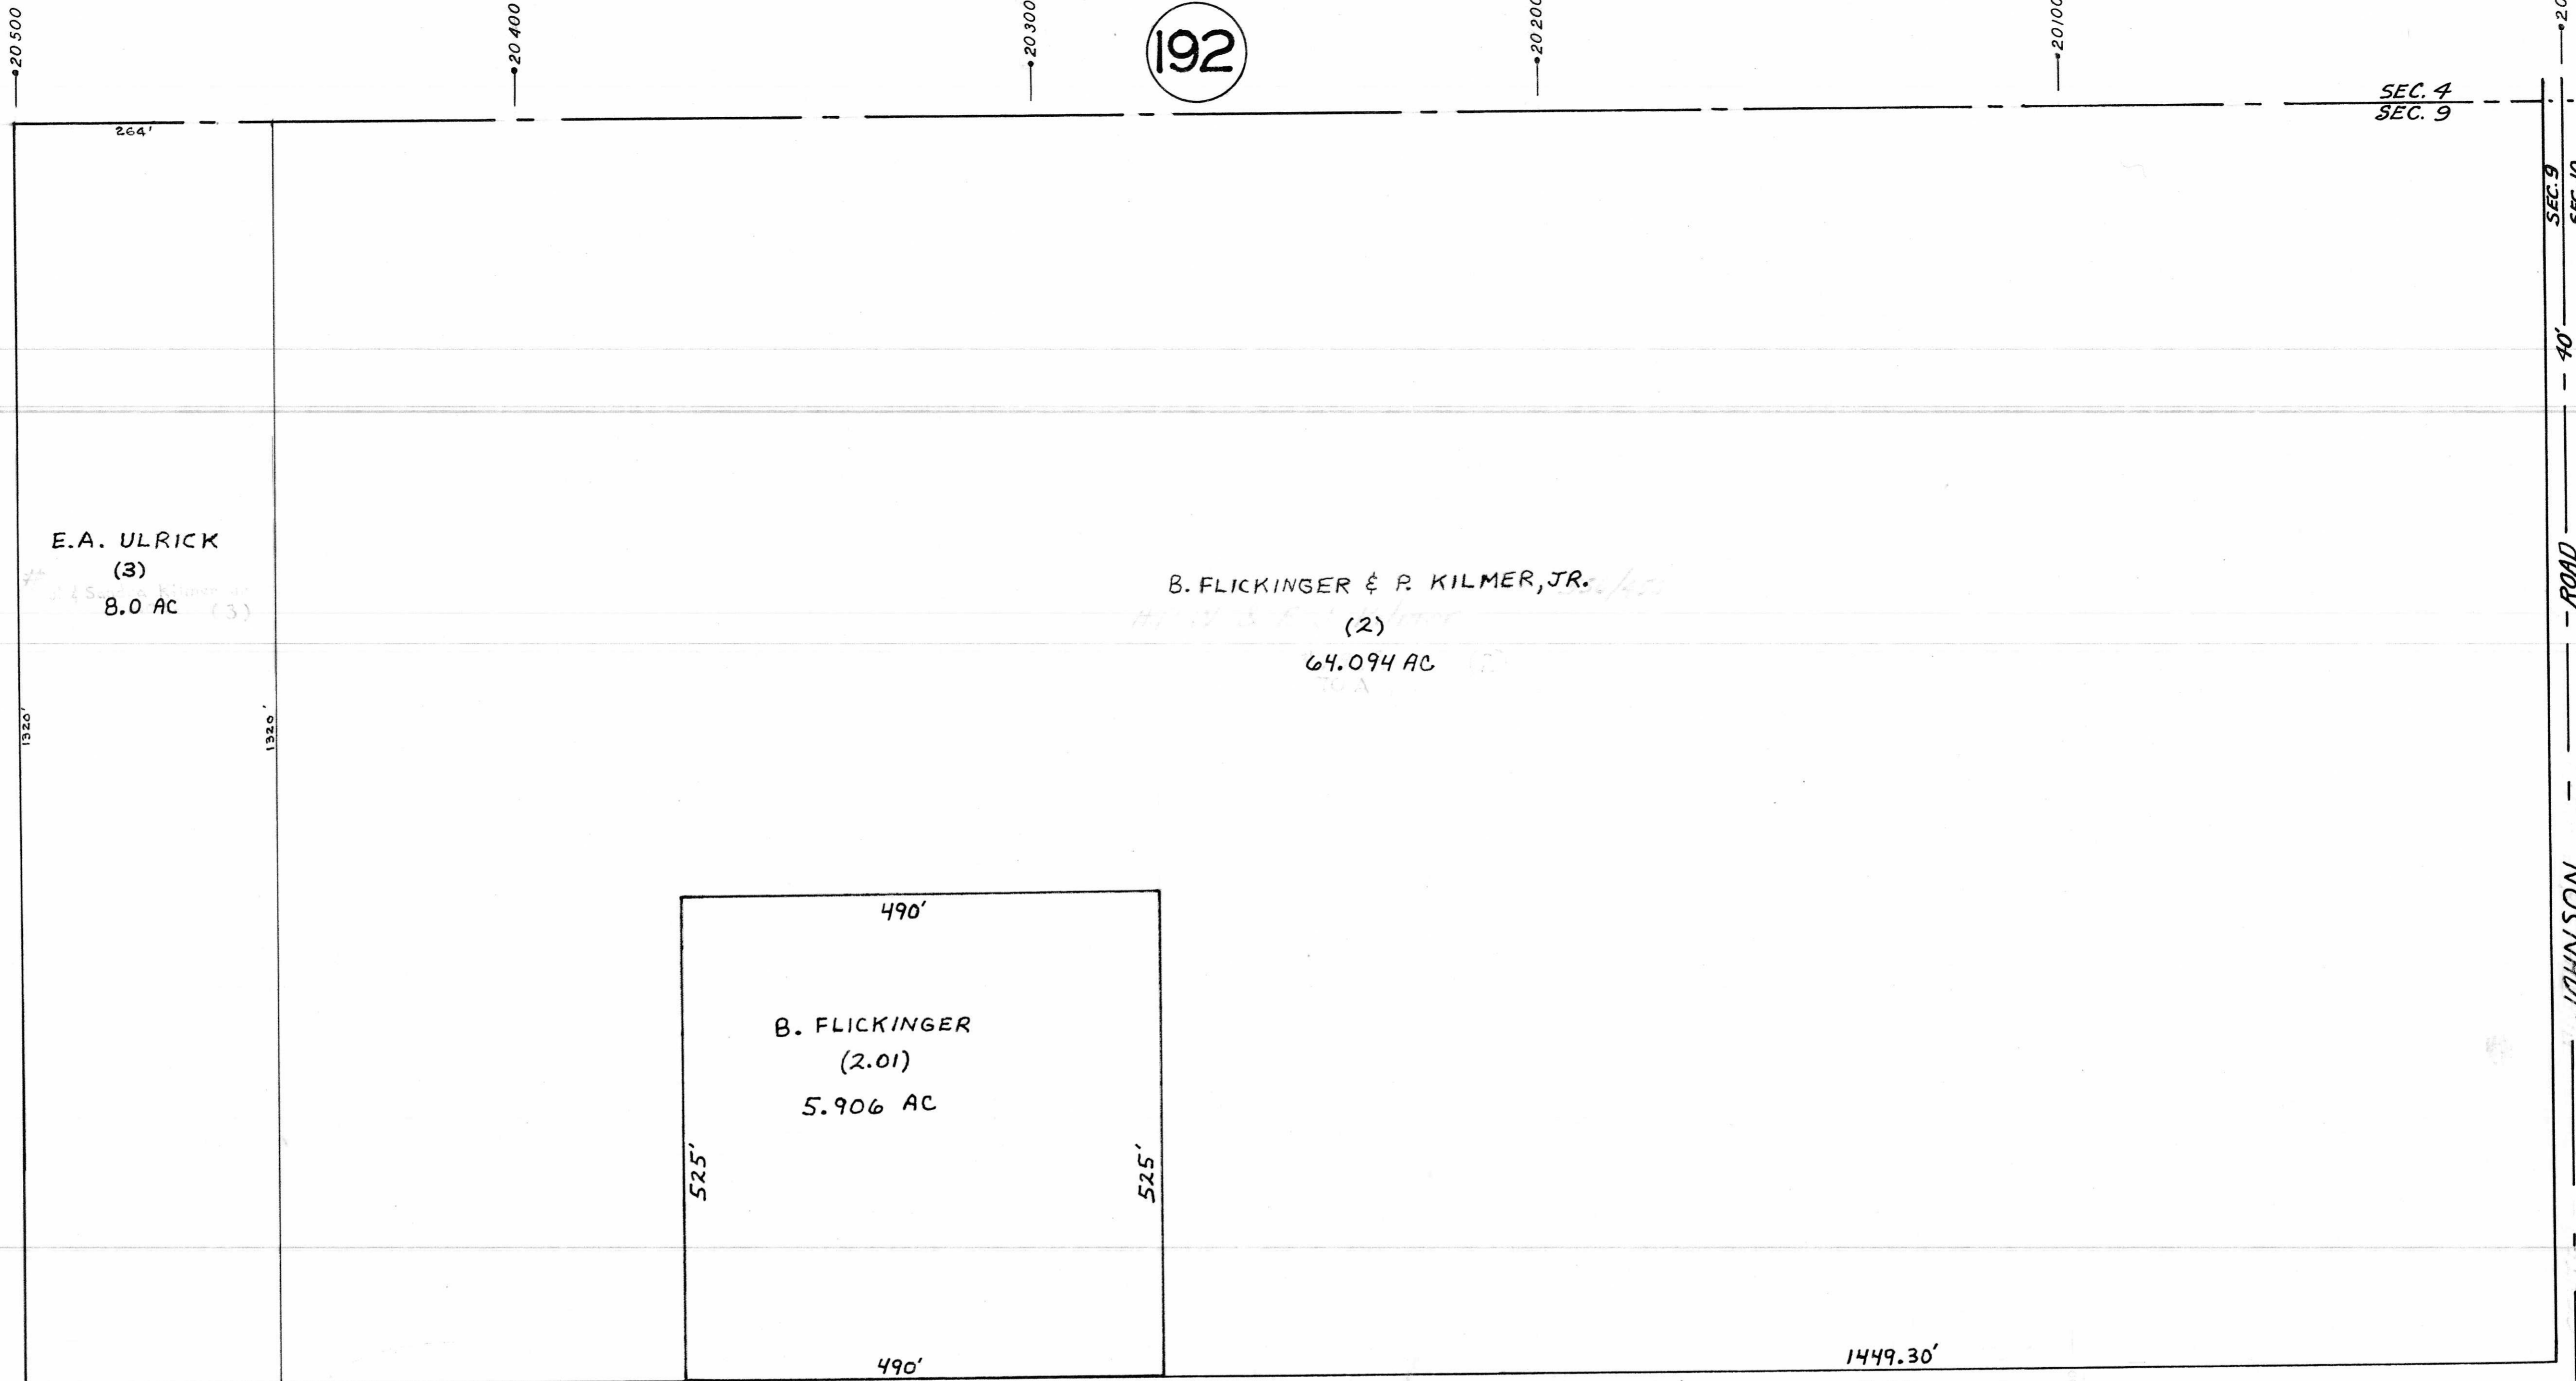 20500
20400
20300
192
20200
20100
SEC. 4
SEC. 9
264'
SEC. 9
40'
E.A. ULRICK
(3)
8.0 AC
(3)
B. FLICKINGER & P. KILMER, JR.
(2)
64.094 AC
ROAD
1320'
1320'
490'
JOHNSON
B. FLICKINGER
(2.01)
5.906 AC
525'
525'
490'
1449.30'